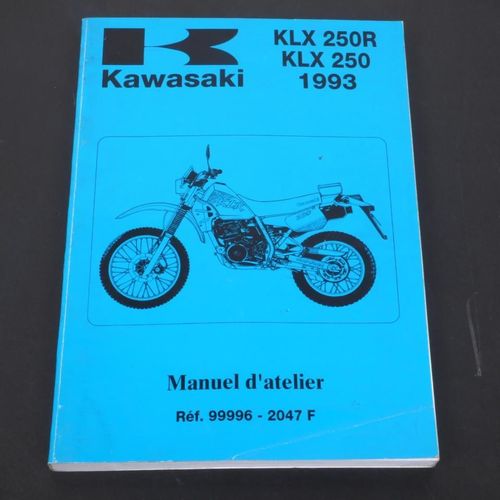 Kawasaki
KLX 250R
KLX 250
1993
Manuel d'atelier
Réf. 99996 - 2047 F